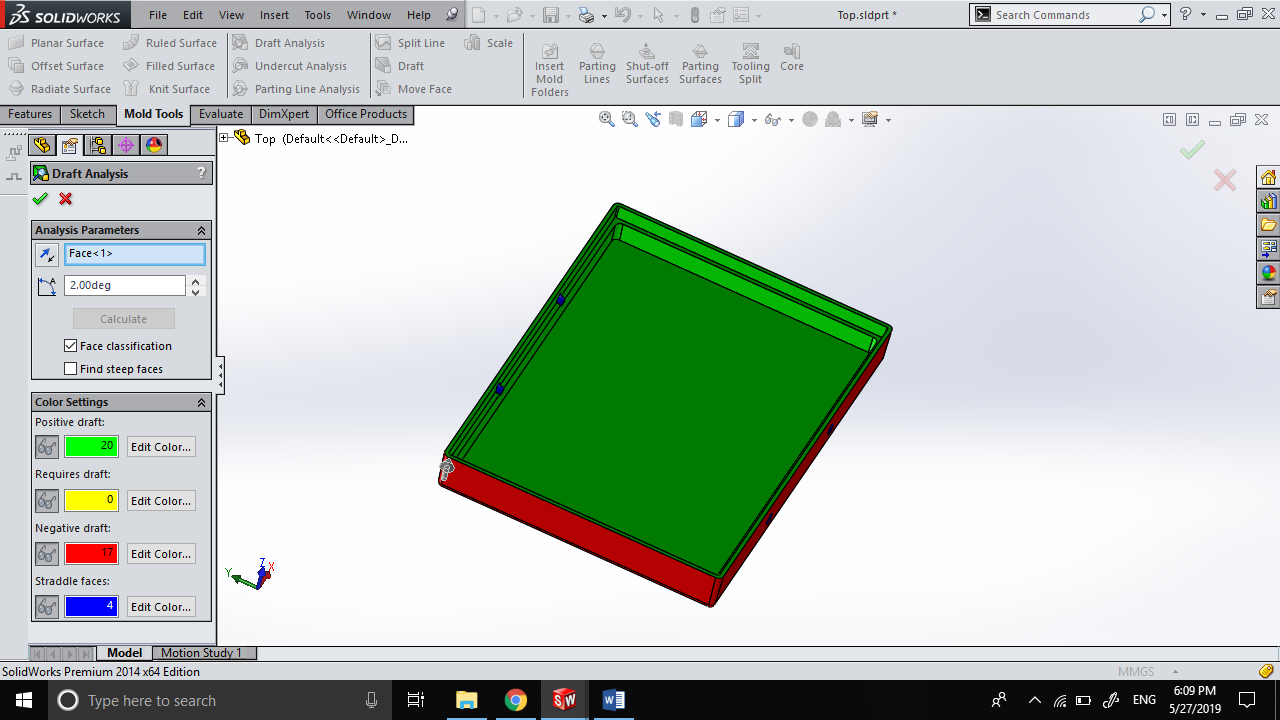 SOLIDWORKS File Edit View Insert Tools Window Help Top.sldprt * Search Commands
Planar Surface Ruled Surface Draft Analysis Split Line Scale
Offset Surface Filled Surface Undercut Analysis Draft
Radiate Surface Knit Surface Parting Line Analysis Move Face
Insert Mold Folders Parting Lines Shut-off Surfaces Parting Surfaces Tooling Split Core
Features Sketch Mold Tools Evaluate DimXpert Office Products
Top (Default<<Default>_D...
Draft Analysis ?
Analysis Parameters
Face<1>
2.00deg
Calculate
Face classification
Find steep faces
Color Settings
Positive draft:
20 Edit Color...
Requires draft:
0 Edit Color...
Negative draft:
17 Edit Color...
Straddle faces:
4 Edit Color...
Z
X
Y
Model Motion Study 1
SolidWorks Premium 2014 x64 Edition MMGS
Type here to search ENG 6:09 PM
5/27/2019